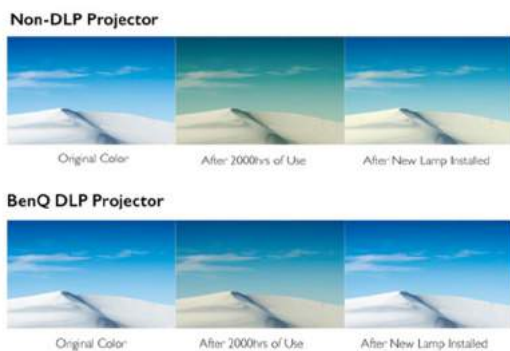 Non-DLP Projector
Original Color After 2000hrs of Use After New Lamp Installed
BenQ DLP Projector
Original Color After 2000hrs of Use After New Lamp Installed